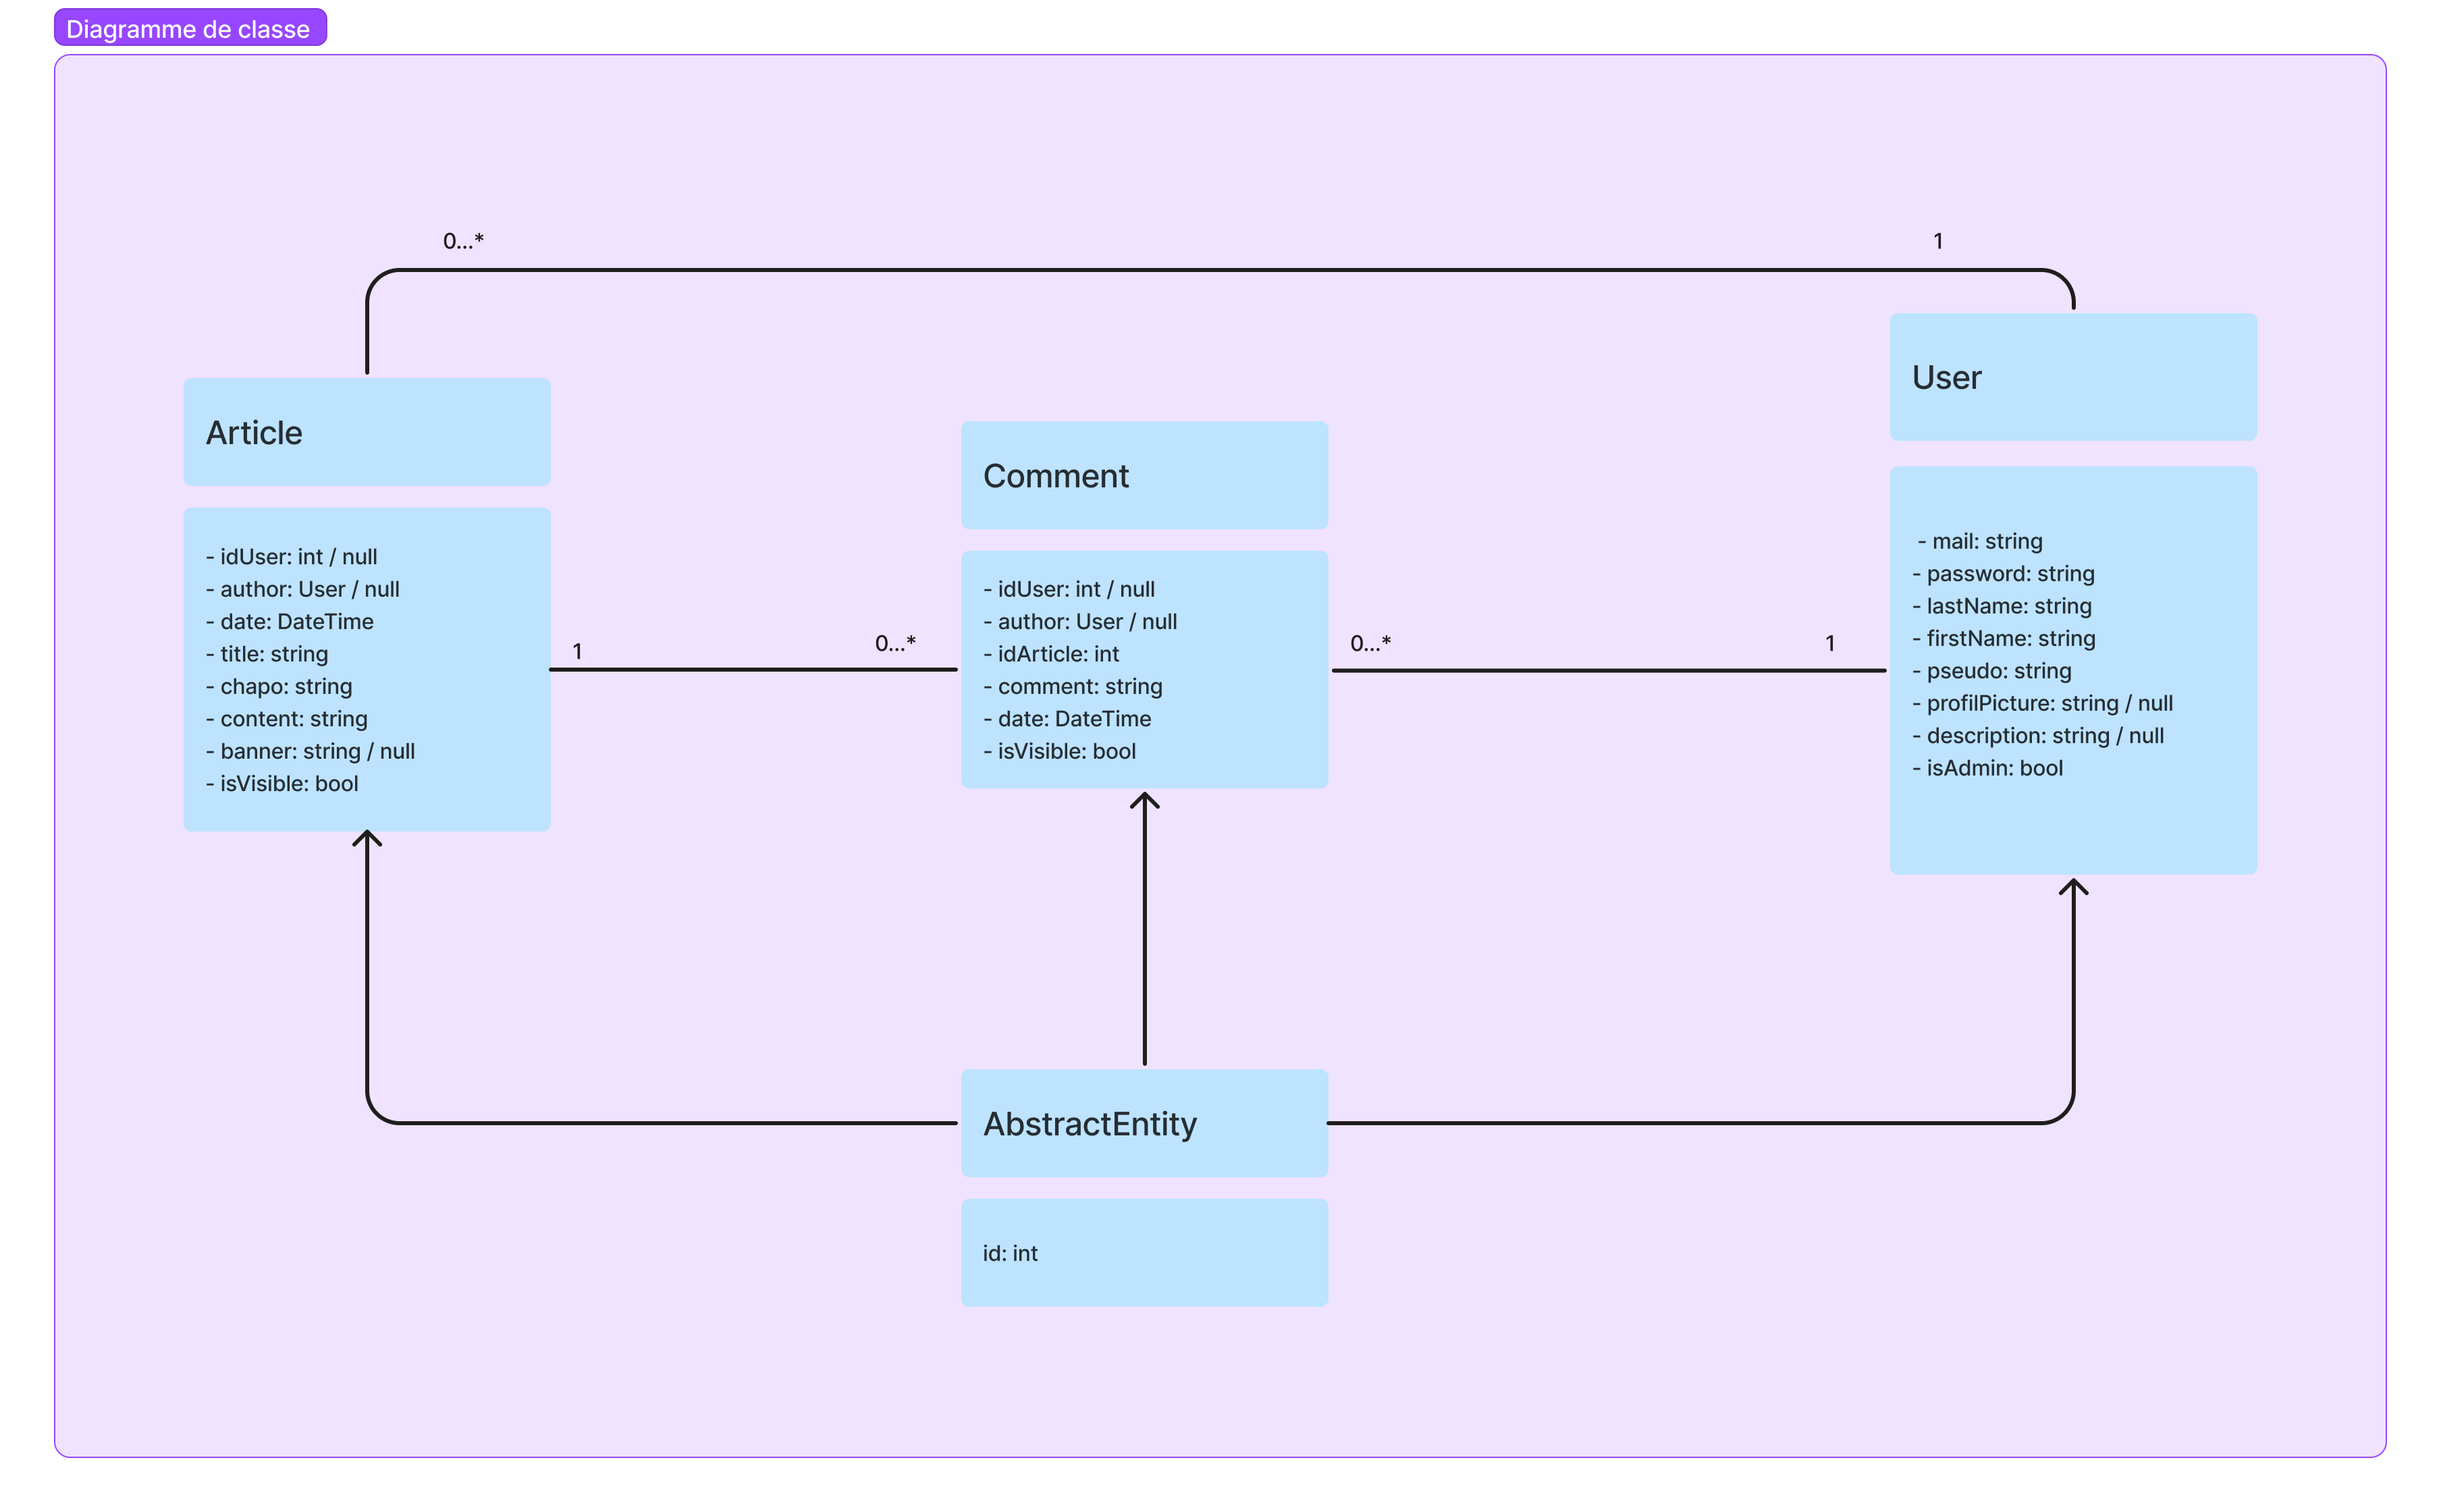 Diagramme de classe
0...*
1
Article
- idUser: int / null
- author: User / null
- date: DateTime
- title: string
- chapo: string
- content: string
- banner: string / null
- isVisible: bool
1
0...*
Comment
- idUser: int / null
- author: User / null
- idArticle: int
- comment: string
- date: DateTime
- isVisible: bool
0...*
1
User
- mail: string
- password: string
- lastName: string
- firstName: string
- pseudo: string
- profilPicture: string / null
- description: string / null
- isAdmin: bool
AbstractEntity
id: int